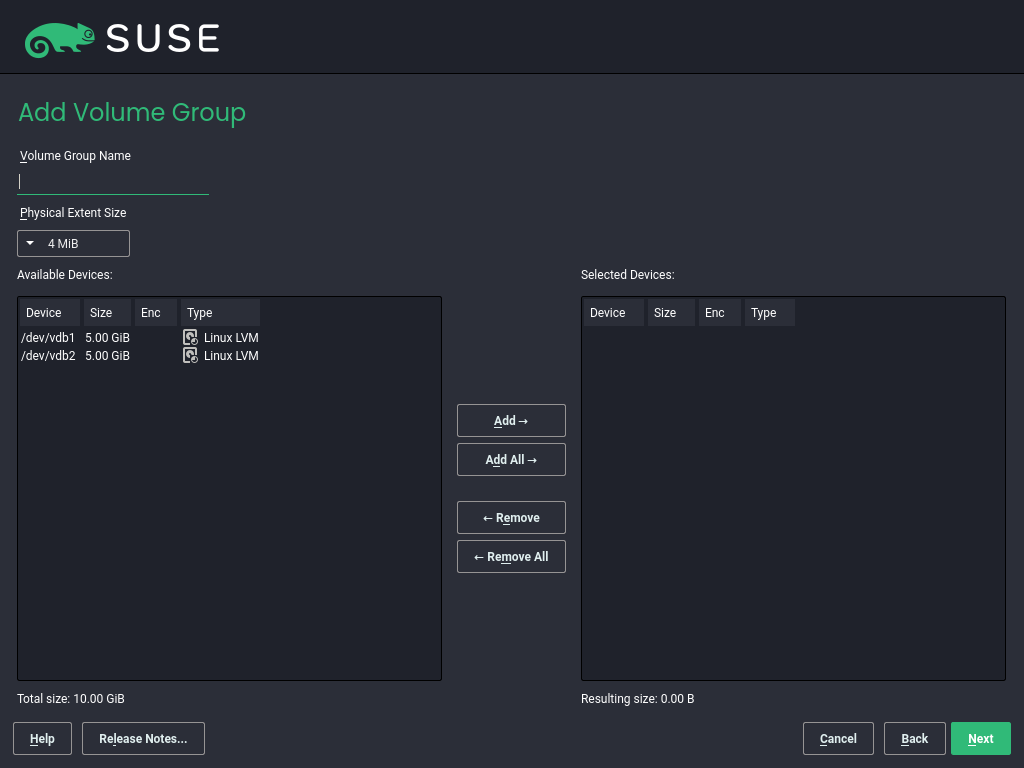 SUSE
Add Volume Group
Volume Group Name
Physical Extent Size
4 MiB
Available Devices:
Device Size Enc Type
/dev/vdb1 5.00 GiB Linux LVM
/dev/vdb2 5.00 GiB Linux LVM
Total size: 10.00 GiB
Add →
Add All →
← Remove
← Remove All
Selected Devices:
Device Size Enc Type
Resulting size: 0.00 B
Help Release Notes... Cancel Back Next